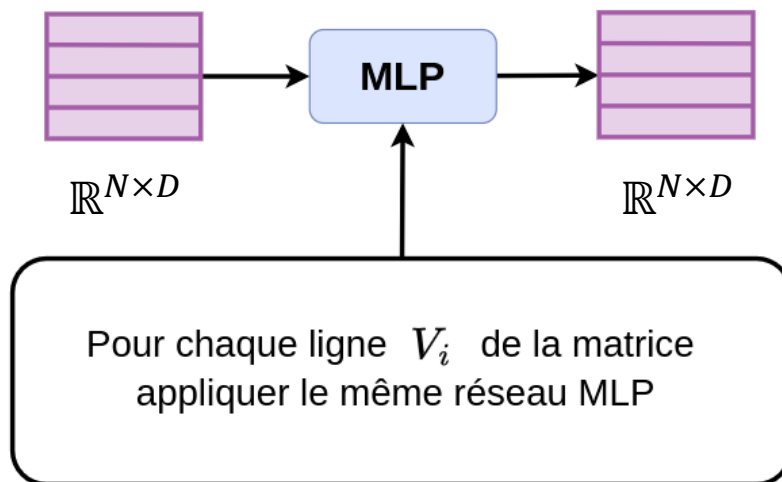 MLP
ℝ^{N×D}
ℝ^{N×D}
Pour chaque ligne V_i de la matrice
appliquer le même réseau MLP